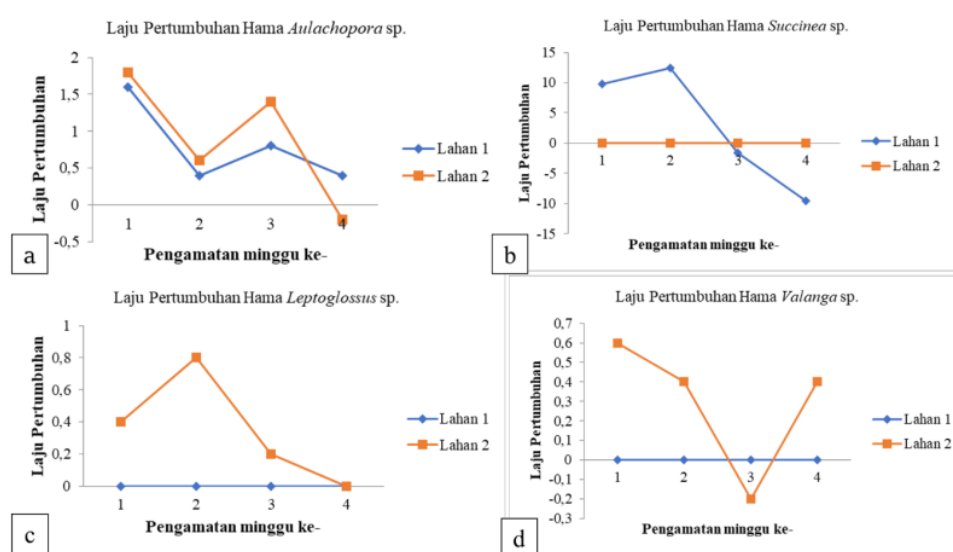 Laju Pertumbuhan Hama Aulachopora sp.
Laju Pertumbuhan
2
1,5
1
0,5
0
-0,5
1 2 3 4
Pengamatan minggu ke-
Lahan 1
Lahan 2
a
Laju Pertumbuhan Hama Succinea sp.
Laju Pertumbuhan
15
10
5
0
-5
-10
-15
1 2 3 4
Pengamatan minggu ke-
Lahan 1
Lahan 2
b
Laju Pertumbuhan Hama Leptoglossus sp.
Laju Pertumbuhan
1
0,8
0,6
0,4
0,2
0
1 2 3 4
Pengamatan minggu ke-
Lahan 1
Lahan 2
c
Laju Pertumbuhan Hama Valanga sp.
Laju Pertumbuhan
0,7
0,6
0,5
0,4
0,3
0,2
0,1
0
-0,1
-0,2
-0,3
1 2 3 4
Pengamatan minggu ke-
Lahan 1
Lahan 2
d